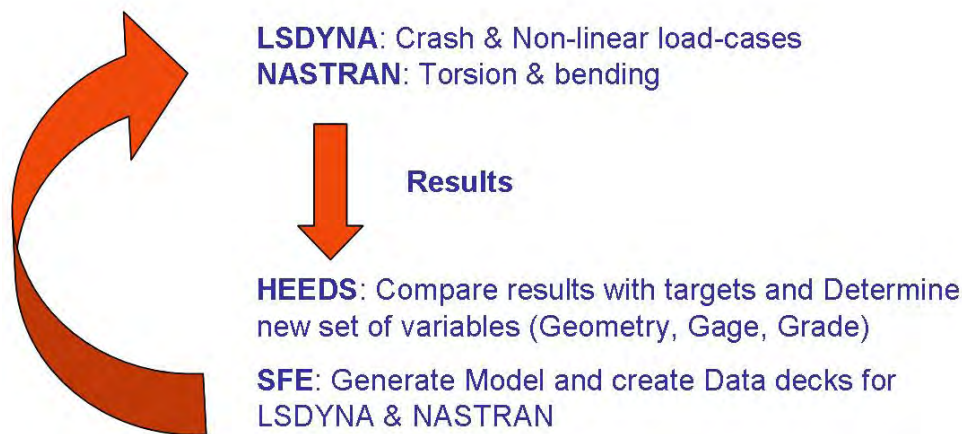 LSDYNA: Crash & Non-linear load-cases
NASTRAN: Torsion & bending
Results
HEEDS: Compare results with targets and Determine
new set of variables (Geometry, Gage, Grade)
SFE: Generate Model and create Data decks for
LSDYNA & NASTRAN